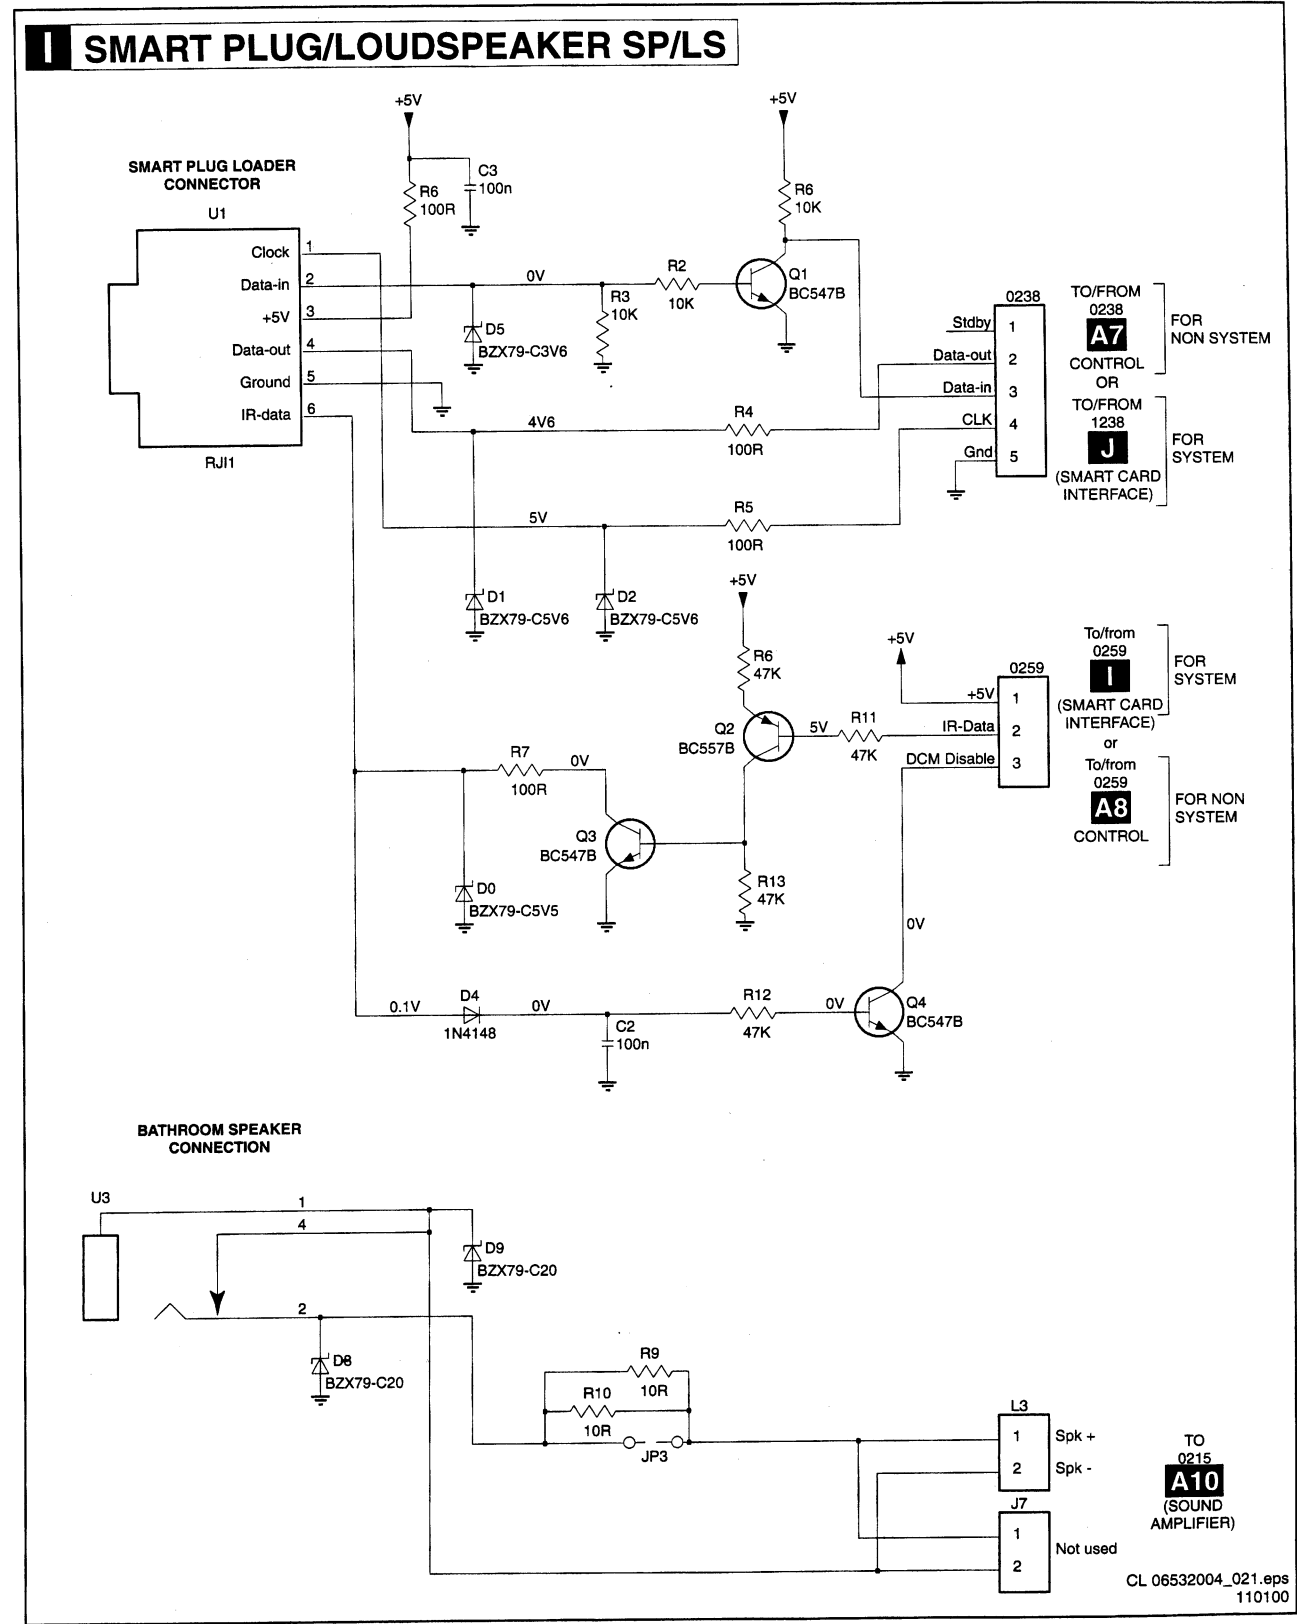 I SMART PLUG/LOUDSPEAKER SP/LS
+5V
+5V
SMART PLUG LOADER
CONNECTOR
U1
C3
100n
R6
100R
R6
10K
Clock 1
Data-in 2
+5V 3
Data-out 4
Ground 5
IR-data 6
RJI1
0V
R2
10K
R3
10K
Q1
BC547B
D5
BZX79-C3V6
0238
Stdby 1
Data-out 2
Data-in 3
CLK 4
Gnd 5
TO/FROM
0238
A7
CONTROL
OR
TO/FROM
1238
J
(SMART CARD
INTERFACE)
FOR
NON SYSTEM
FOR
SYSTEM
4V6
R4
100R
5V
R5
100R
D1
BZX79-C5V6
D2
BZX79-C5V6
+5V
R6
47K
Q2
BC557B
5V
R11
47K
+5V
0259
+5V 1
IR-Data 2
DCM Disable 3
To/from
0259
I
(SMART CARD
INTERFACE)
or
To/from
0259
A8
CONTROL
FOR
SYSTEM
FOR NON
SYSTEM
R7
100R
0V
Q3
BC547B
D0
BZX79-C5V5
R13
47K
0V
0.1V
D4
1N4148
0V
C2
100n
R12
47K
0V
Q4
BC547B
BATHROOM SPEAKER
CONNECTION
U3
1
4
D9
BZX79-C20
2
D8
BZX79-C20
R9
10R
R10
10R
JP3
L3
1 Spk +
2 Spk -
J7
1
2
Not used
TO
0215
A10
(SOUND
AMPLIFIER)
CL 06532004_021.eps
110100